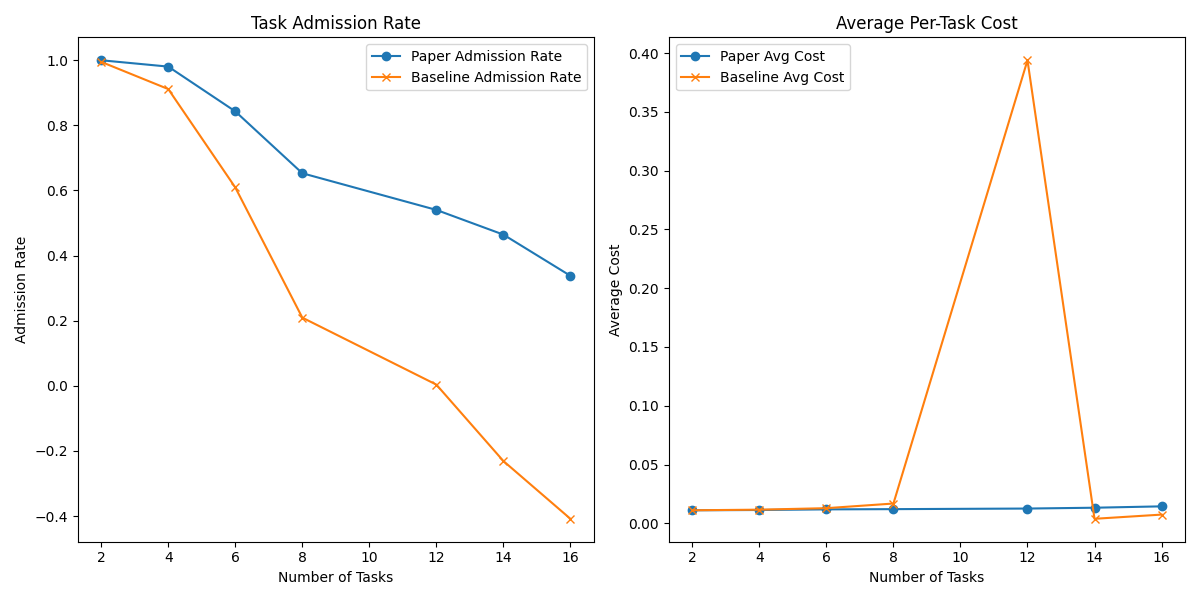 Task Admission Rate
Paper Admission Rate
Baseline Admission Rate
1.0
0.8
0.6
0.4
0.2
0.0
−0.2
−0.4
Admission Rate
2 4 6 8 10 12 14 16
Number of Tasks
Average Per-Task Cost
Paper Avg Cost
Baseline Avg Cost
0.40
0.35
0.30
0.25
0.20
0.15
0.10
0.05
0.00
Average Cost
2 4 6 8 10 12 14 16
Number of Tasks